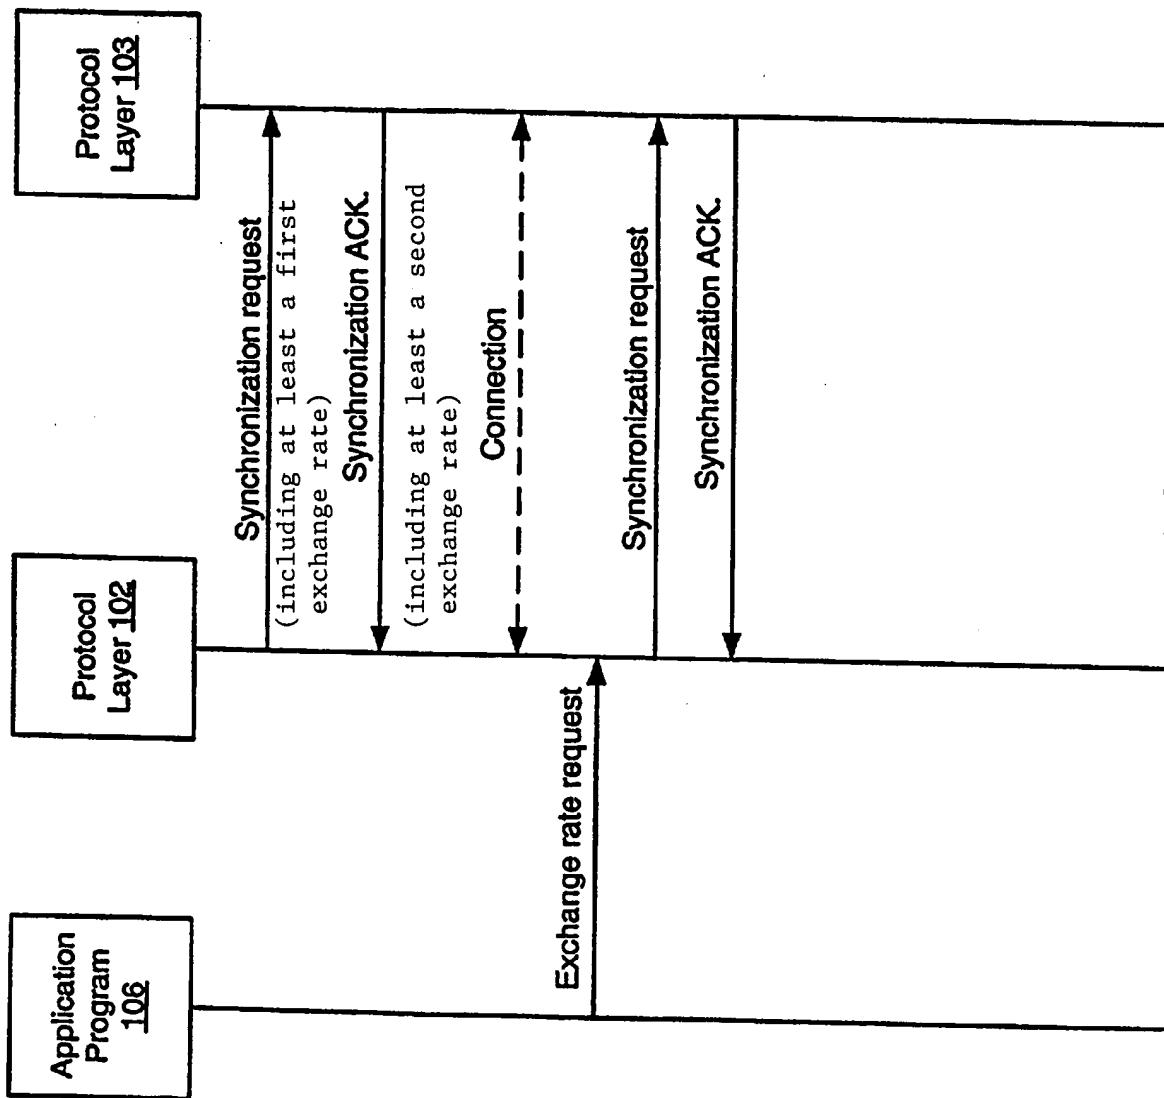 Application
Program
106
Protocol
Layer 102
Protocol
Layer 103
Synchronization request
(including at least a first
exchange rate)
Synchronization ACK.
(including at least a second
exchange rate)
Connection
Exchange rate request
Synchronization request
Synchronization ACK.